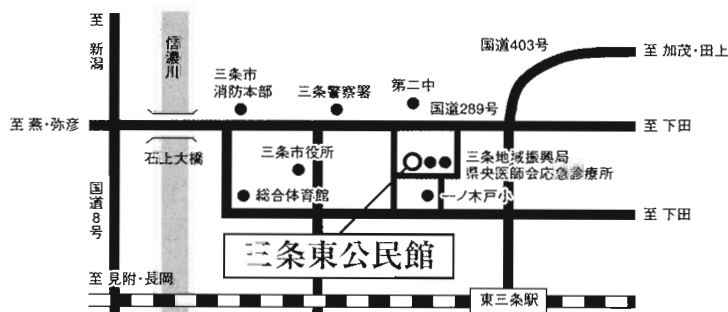 至
新潟
信濃川
国道403号
至 加茂・田上
三条市
消防本部
三条警察署
第二中
国道289号
至 燕・弥彦
至 下田
石上大橋
三条市役所
三条地域振興局
県央医師会応急診療所
国道8号
総合体育館
一ノ木戸小
至 下田
三条東公民館
至 見附・長岡
東三条駅